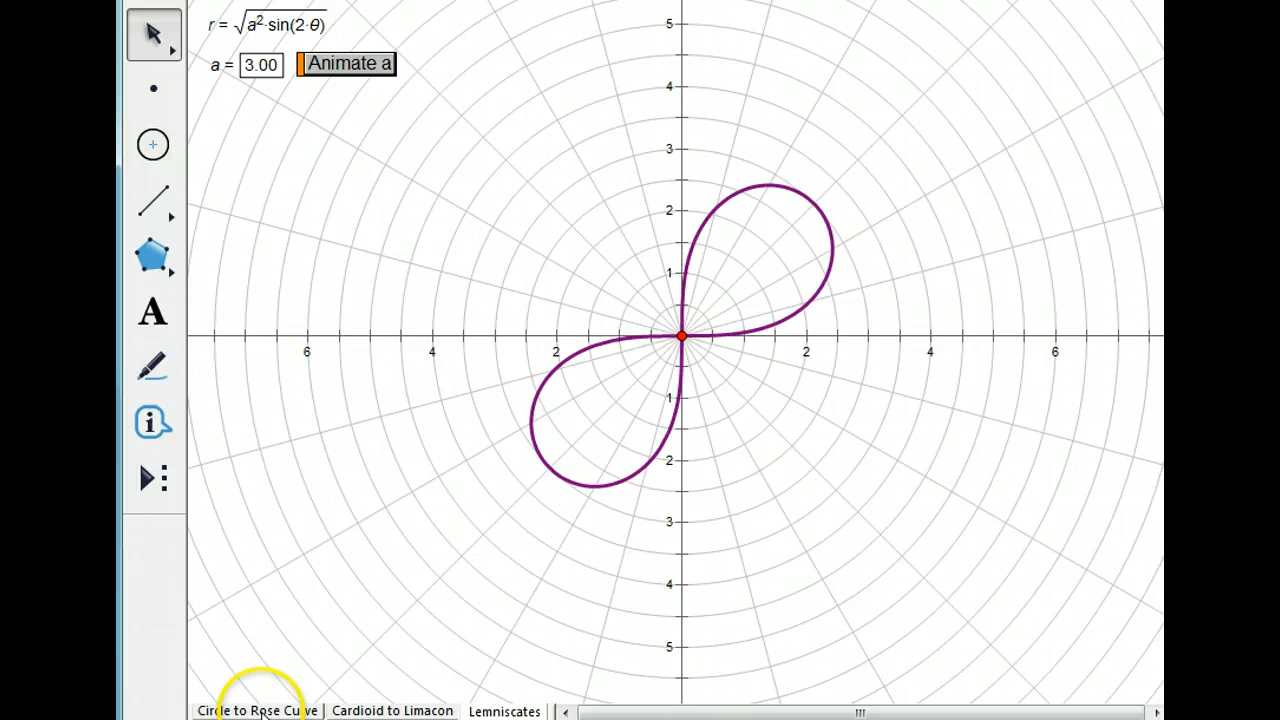 r = √a²·sin(2·θ)
a = 3.00 Animate a
5
4
3
2
1
6 4 2 2 4 6
1
2
3
4
5
A
i
Circle to Rose Curve Cardioid to Limacon Lemniscates